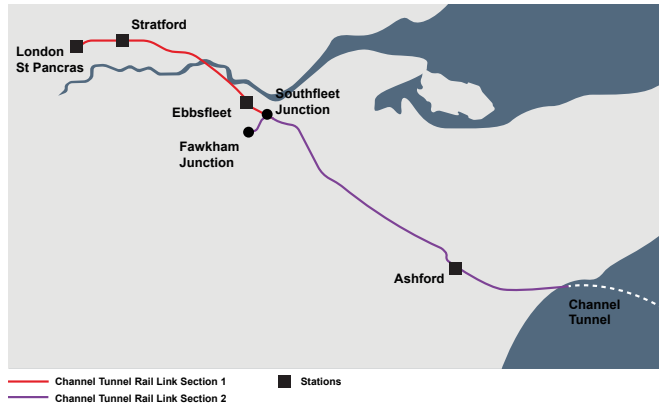 Stratford
London
St Pancras
Ebbsfleet
Southfleet
Junction
Fawkham
Junction
Ashford
Channel
Tunnel
Channel Tunnel Rail Link Section 1
Stations
Channel Tunnel Rail Link Section 2